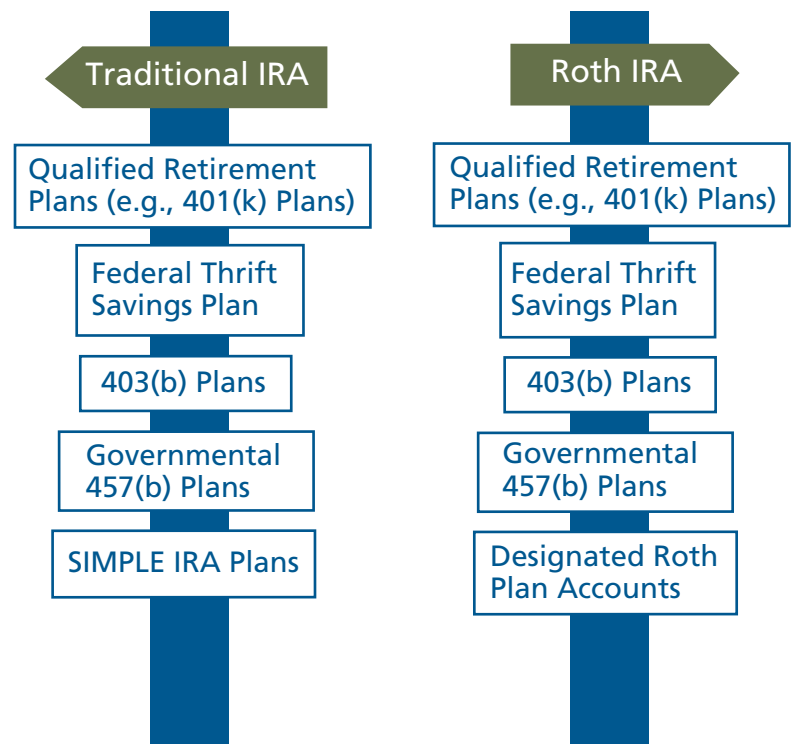 Traditional IRA
Qualified Retirement
Plans (e.g., 401(k) Plans)
Federal Thrift
Savings Plan
403(b) Plans
Governmental
457(b) Plans
SIMPLE IRA Plans
Roth IRA
Qualified Retirement
Plans (e.g., 401(k) Plans)
Federal Thrift
Savings Plan
403(b) Plans
Governmental
457(b) Plans
Designated Roth
Plan Accounts